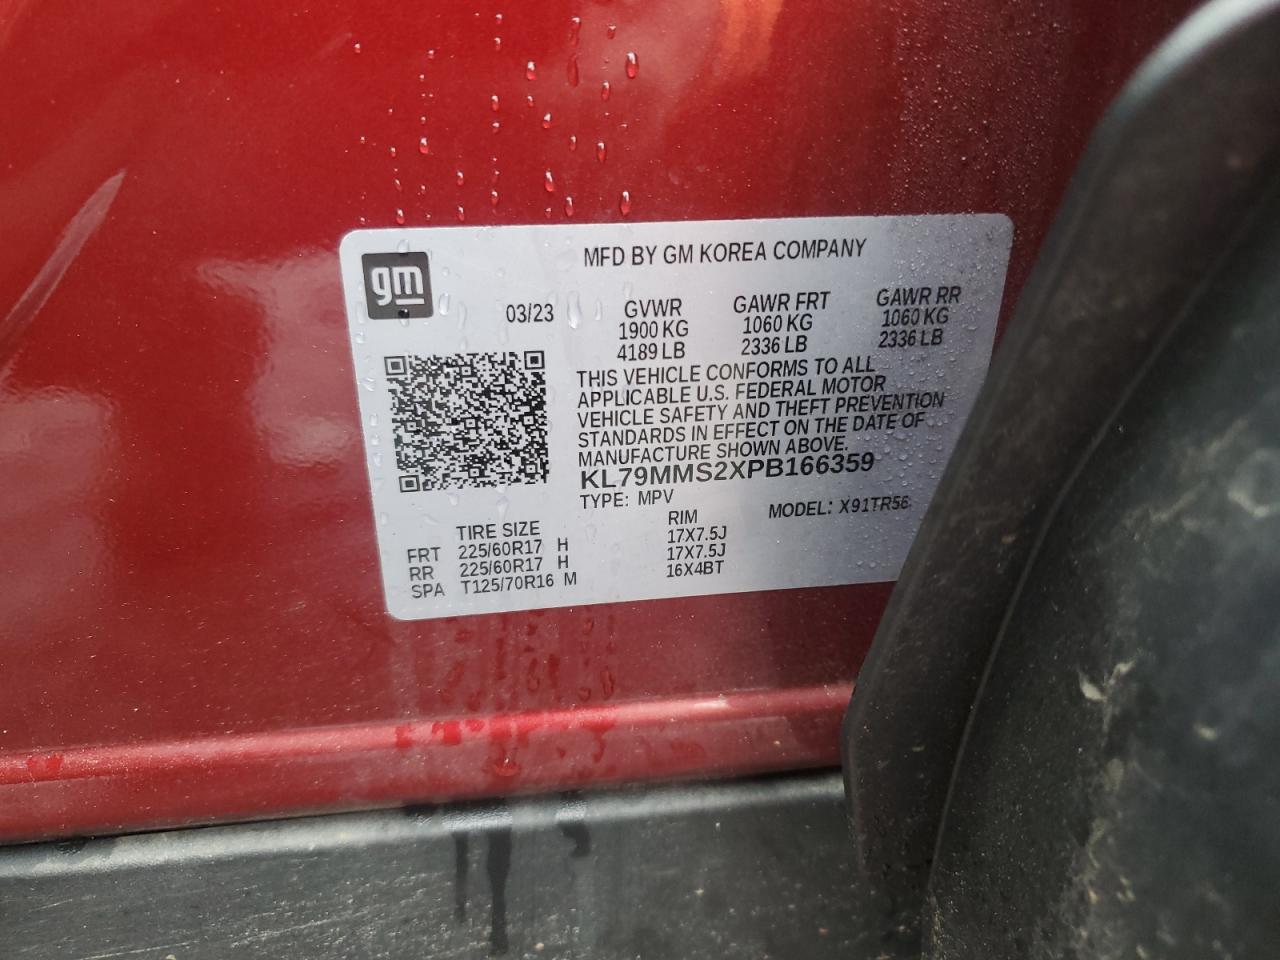 gm
MFD BY GM KOREA COMPANY
03/23
GVWR GAWR FRT GAWR RR
1900 KG 1060 KG 1060 KG
4189 LB 2336 LB 2336 LB
THIS VEHICLE CONFORMS TO ALL
APPLICABLE U.S. FEDERAL MOTOR
VEHICLE SAFETY AND THEFT PREVENTION
STANDARDS IN EFFECT ON THE DATE OF
MANUFACTURE SHOWN ABOVE.
KL79MMS2XPB166359
TYPE: MPV MODEL: X91TR56
TIRE SIZE RIM
FRT 225/60R17 H 17X7.5J
RR 225/60R17 H 17X7.5J
SPA T125/70R16 M 16X4BT